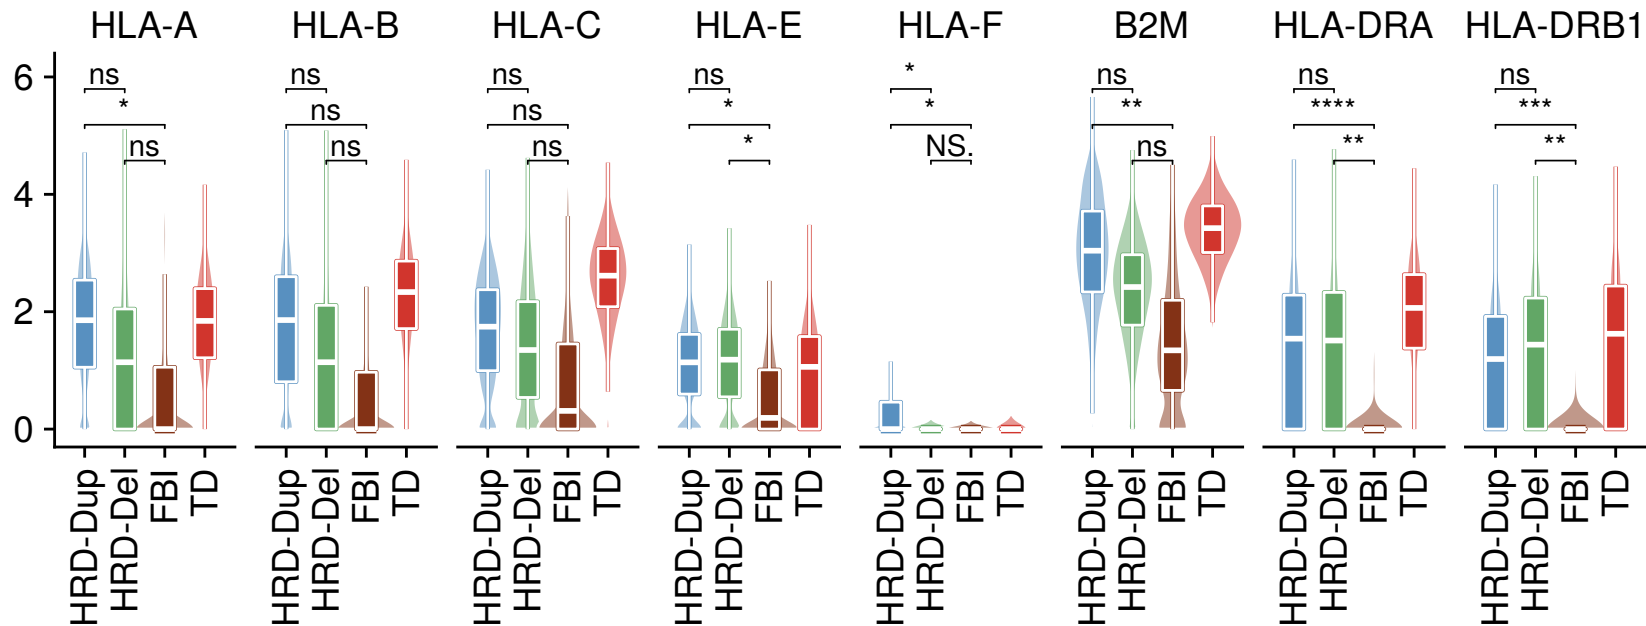 HLA-A HLA-B HLA-C HLA-E HLA-F B2M HLA-DRA HLA-DRB1
6 ns ns ns ns * ns ns ns
* ns ns * * ** **** ***
ns ns ns * NS. ns ** **
4
2
0
HRD-Dup HRD-Del FBI TD HRD-Dup HRD-Del FBI TD HRD-Dup HRD-Del FBI TD HRD-Dup HRD-Del FBI TD HRD-Dup HRD-Del FBI TD HRD-Dup HRD-Del FBI TD HRD-Dup HRD-Del FBI TD HRD-Dup HRD-Del FBI TD